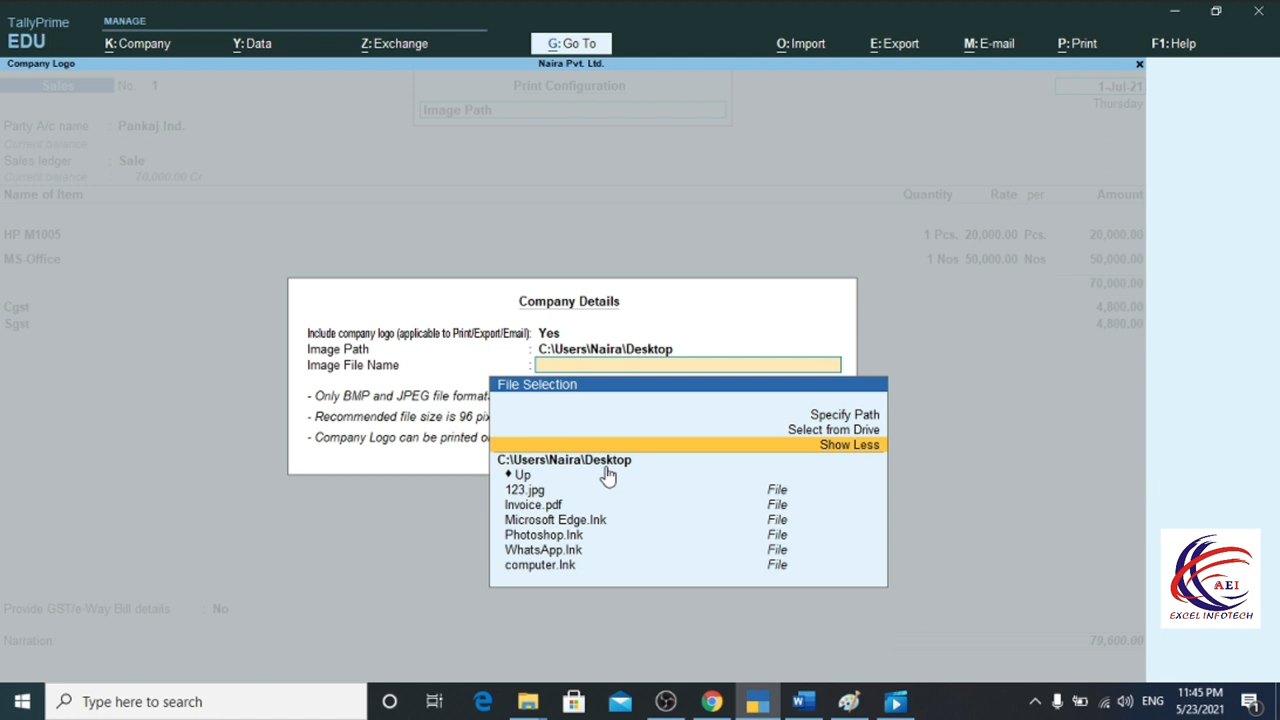 TallyPrime
EDU
MANAGE
K: Company
Y: Data
Z: Exchange
G: Go To
O: Import
E: Export
M: E-mail
P: Print
F1: Help
Company Logo
Naira Pvt. Ltd.
Sales No. 1
Print Configuration
1-Jul-21
Image Path
Thursday
Party A/c name : Pankaj Ind.
Current balance :
Sales ledger : Sale
Current balance : 70,000.00 Cr
Name of Item
Quantity Rate per Amount
HP M1005 1 Pcs. 20,000.00 Pcs. 20,000.00
MS-Office 1 Nos 50,000.00 Nos 50,000.00
70,000.00
Cgst 4,800.00
Sgst 4,800.00
Company Details
Include company logo (applicable to Print/Export/Email): Yes
Image Path : C:\Users\Naira\Desktop
Image File Name :
- Only BMP and JPEG file format
- Recommended file size is 96 pi
- Company Logo can be printed o
File Selection
Specify Path
Select from Drive
Show Less
C:\Users\Naira\Desktop
♦ Up
123.jpg File
Invoice.pdf File
Microsoft Edge.lnk File
Photoshop.lnk File
WhatsApp.lnk File
computer.lnk File
AEI
EXCEL INFOTECH
Provide GST/e-Way Bill details : No
Narration: 79,600.00
Type here to search
ENG
11:45 PM
5/23/2021
1